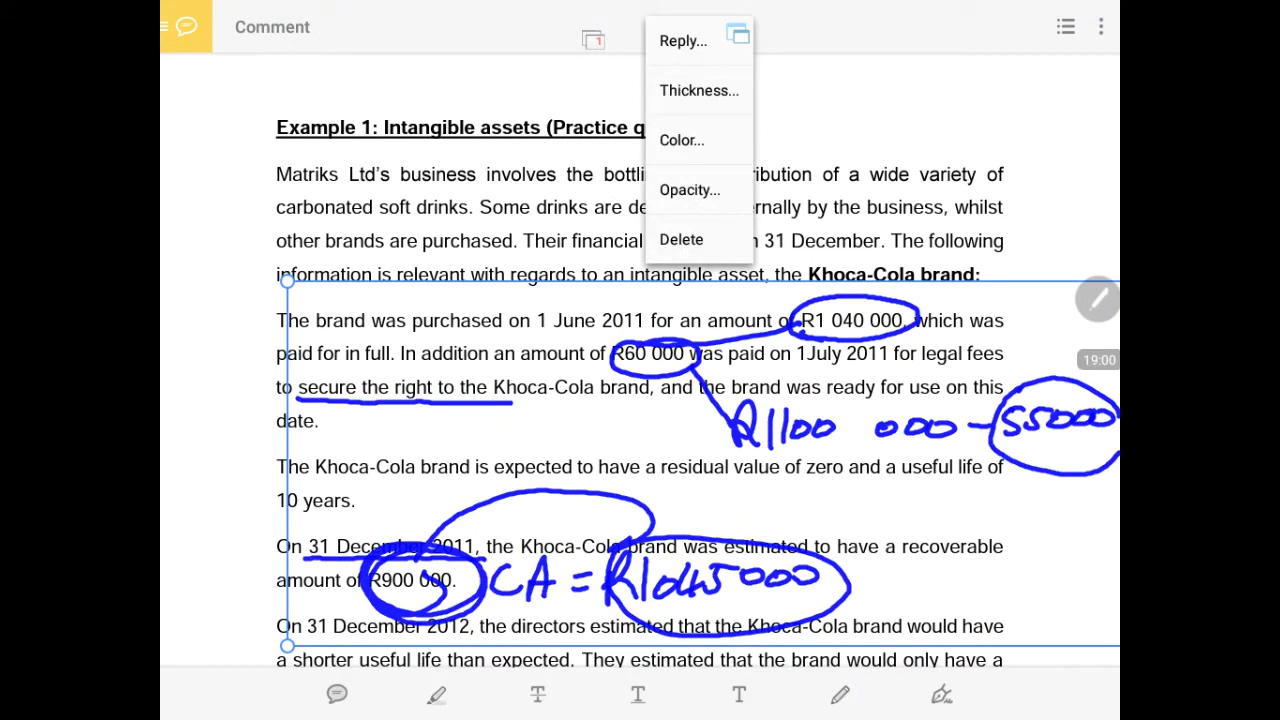 Comment
1
Reply...
Thickness...
Color...
Opacity...
Delete
Example 1: Intangible assets (Practice q
Matriks Ltd's business involves the bottli ribution of a wide variety of
carbonated soft drinks. Some drinks are de ernally by the business, whilst
other brands are purchased. Their financial 31 December. The following
information is relevant with regards to an intangible asset, the Khoca-Cola brand:
The brand was purchased on 1 June 2011 for an amount of R1 040 000, which was
19:00
paid for in full. In addition an amount of R60 000 was paid on 1July 2011 for legal fees
to secure the right to the Khoca-Cola brand, and the brand was ready for use on this
date.
R1100 000 - 55000
The Khoca-Cola brand is expected to have a residual value of zero and a useful life of
10 years.
On 31 December 2011, the Khoca-Cola brand was estimated to have a recoverable
amount of R900 000. CA = R1045000
On 31 December 2012, the directors estimated that the Khoca-Cola brand would have
a shorter useful life than expected. They estimated that the brand would only have a
T T T